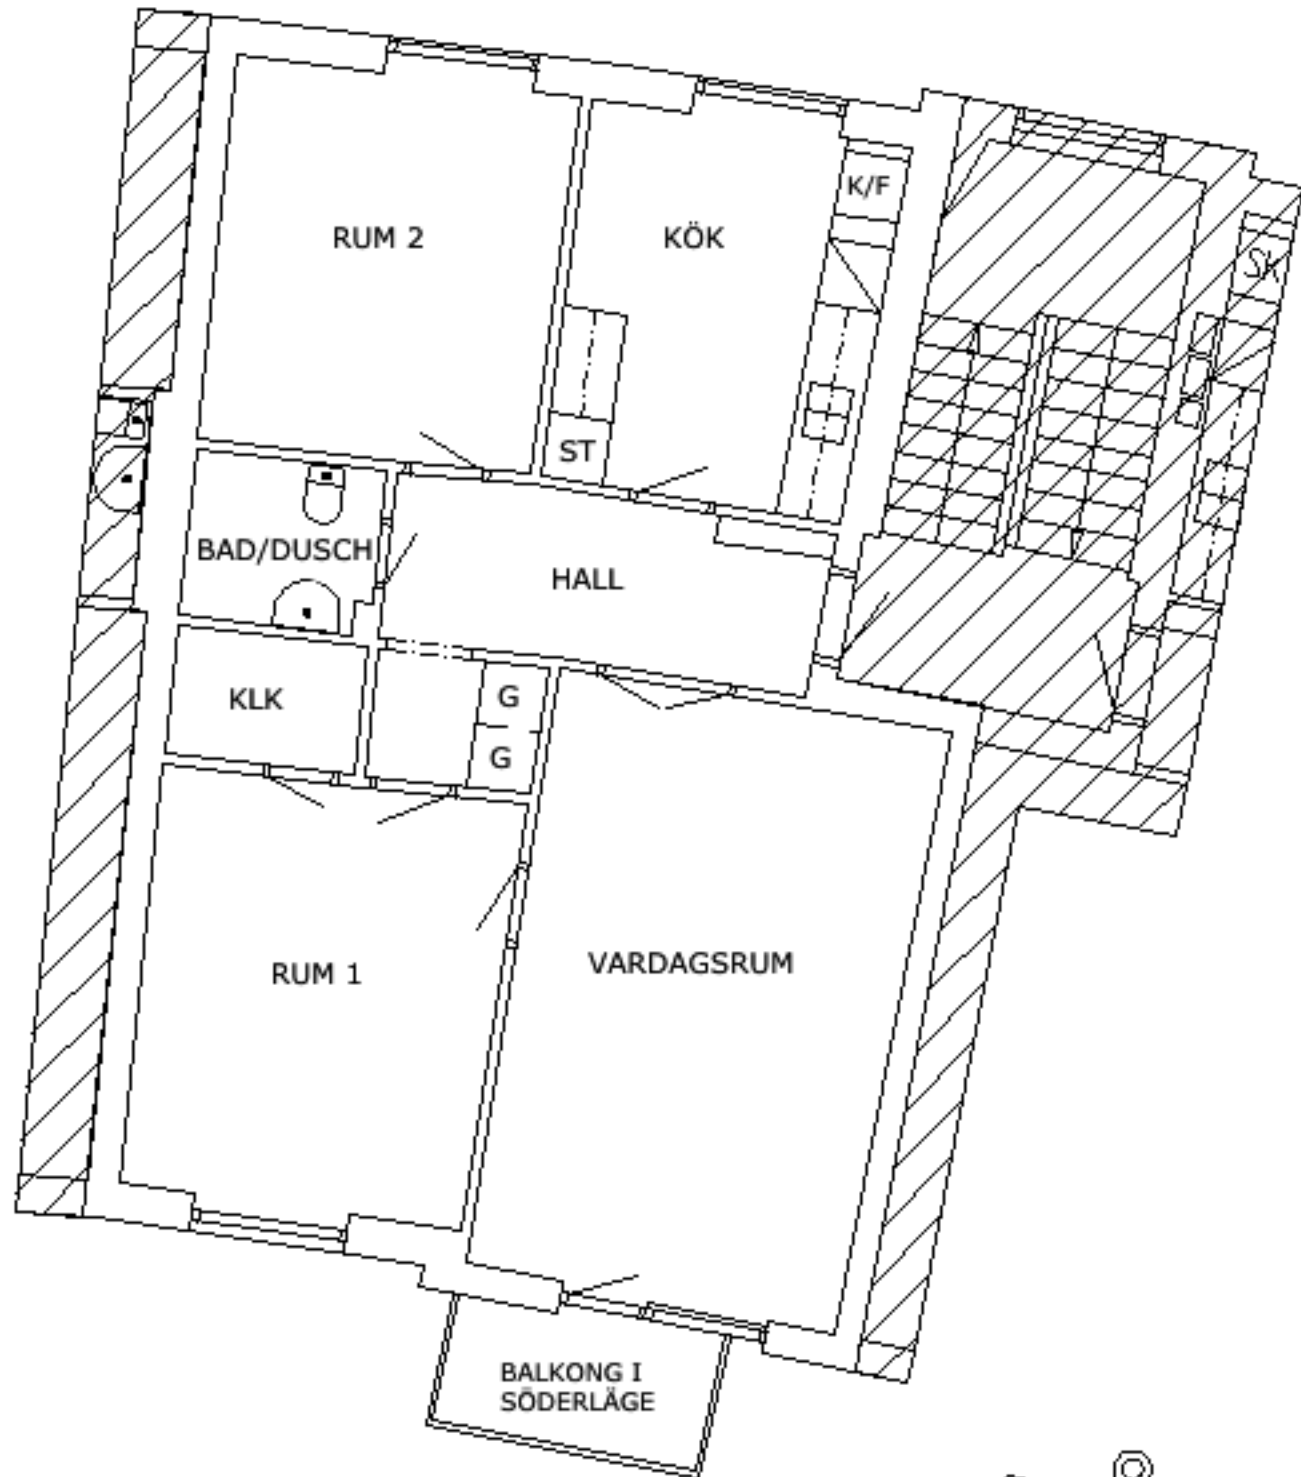 RUM 2
KÖK
K/F
SK
ST
BAD/DUSCH
HALL
KLK
G
G
RUM 1
VARDAGSRUM
BALKONG I
SÖDERLÄGE